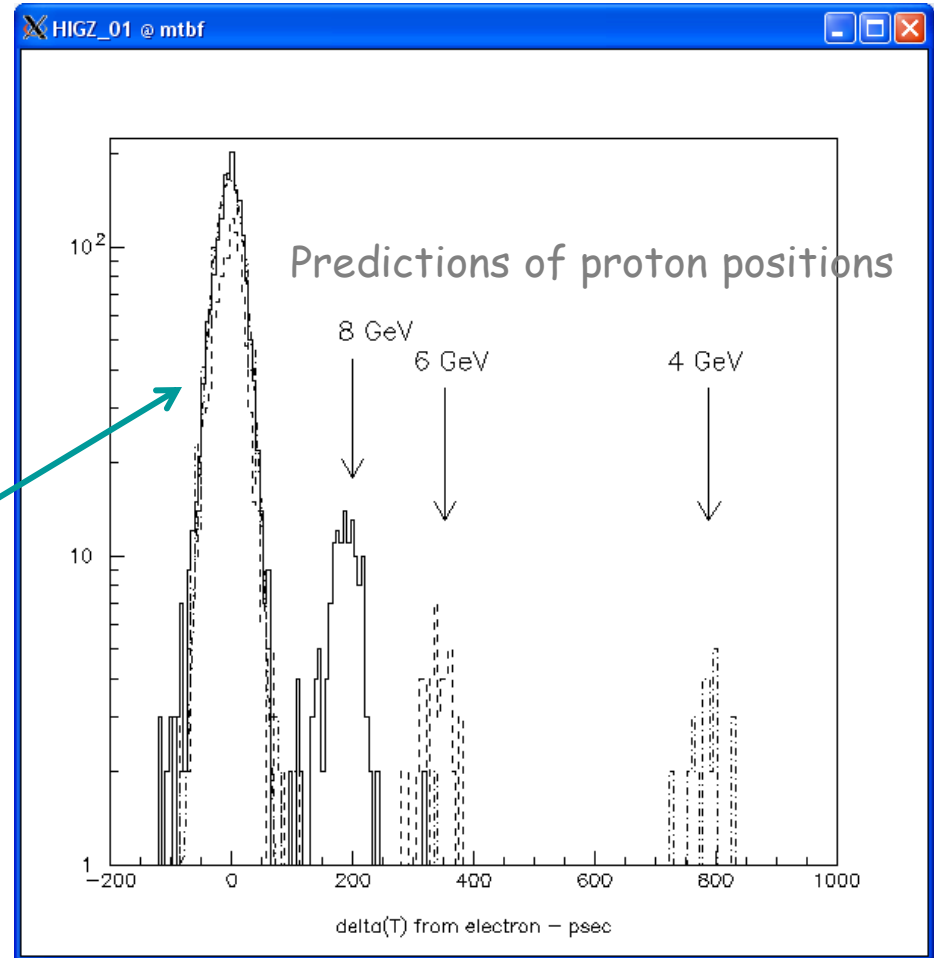 HIGZ_01 @ mtbf
Predictions of proton positions
8 GeV
6 GeV
4 GeV
10²
10
1
−200 0 200 400 600 800 1000
delta(T) from electron − psec